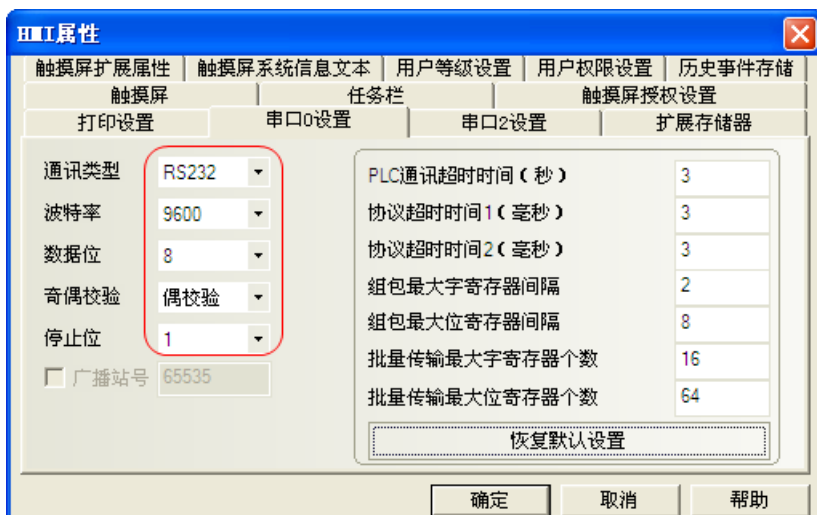 HMI属性
触摸屏扩展属性 触摸屏系统信息文本 用户等级设置 用户权限设置 历史事件存储
触摸屏 任务栏 触摸屏授权设置
打印设置 串口0设置 串口2设置 扩展存储器
通讯类型 RS232
波特率 9600
数据位 8
奇偶校验 偶校验
停止位 1
广播站号 65535
PLC通讯超时时间(秒) 3
协议超时时间1(毫秒) 3
协议超时时间2(毫秒) 3
组包最大字寄存器间隔 2
组包最大位寄存器间隔 8
批量传输最大字寄存器个数 16
批量传输最大位寄存器个数 64
恢复默认设置
确定 取消 帮助